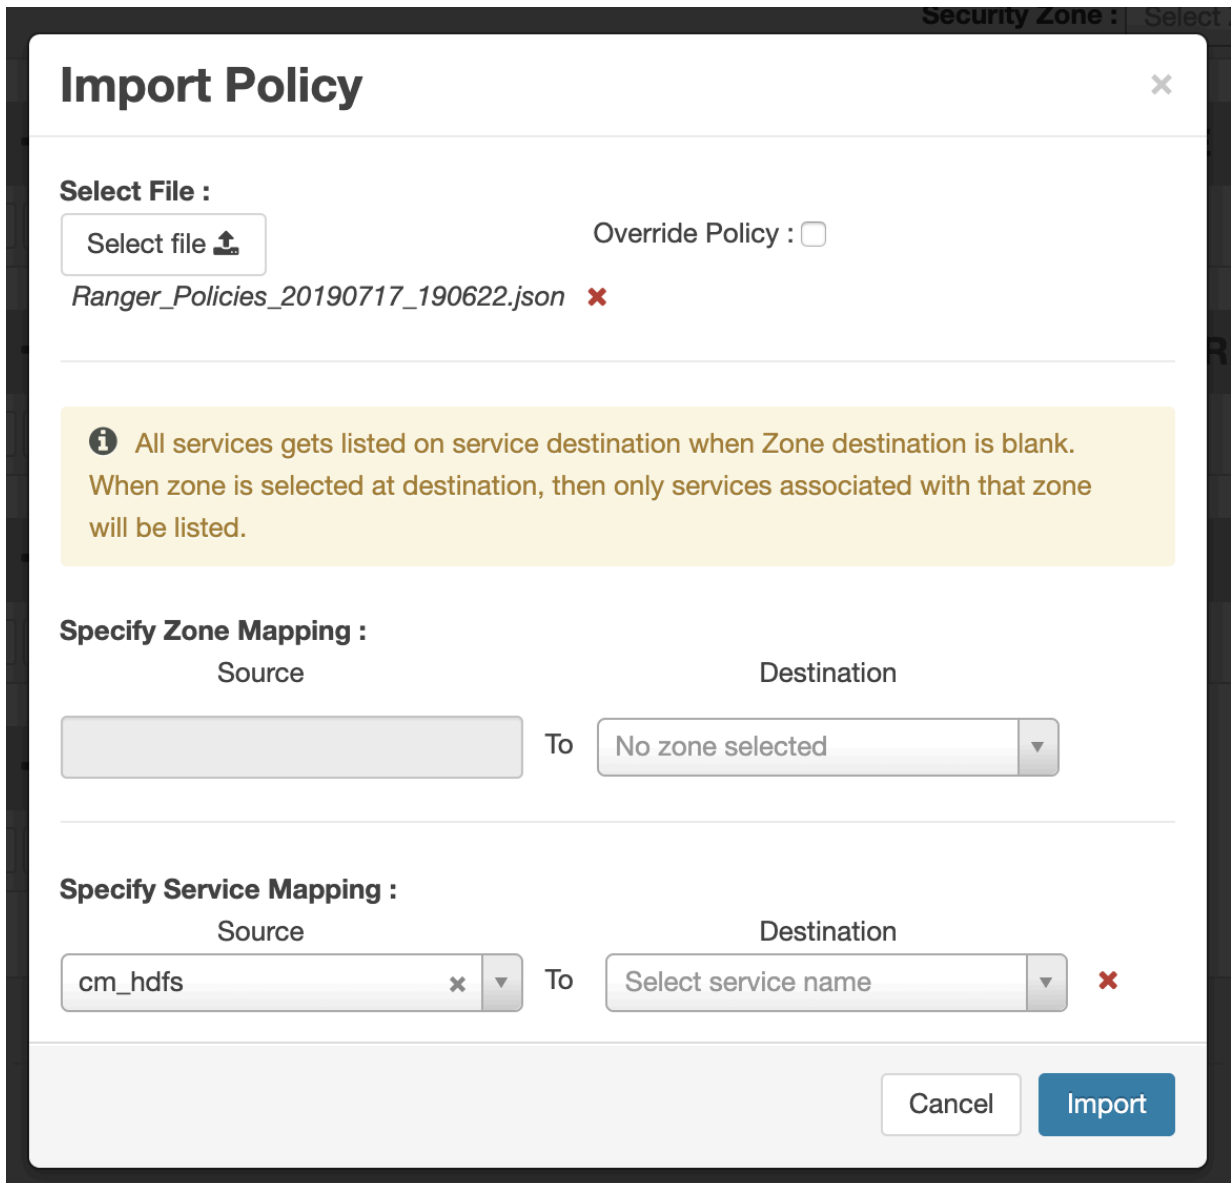 Security Zone : Select
Import Policy
×
Select File :
Select file
Override Policy :
Ranger_Policies_20190717_190622.json
All services gets listed on service destination when Zone destination is blank.
When zone is selected at destination, then only services associated with that zone
will be listed.
Specify Zone Mapping :
Source Destination
To No zone selected
Specify Service Mapping :
Source Destination
cm_hdfs × To Select service name
Cancel Import